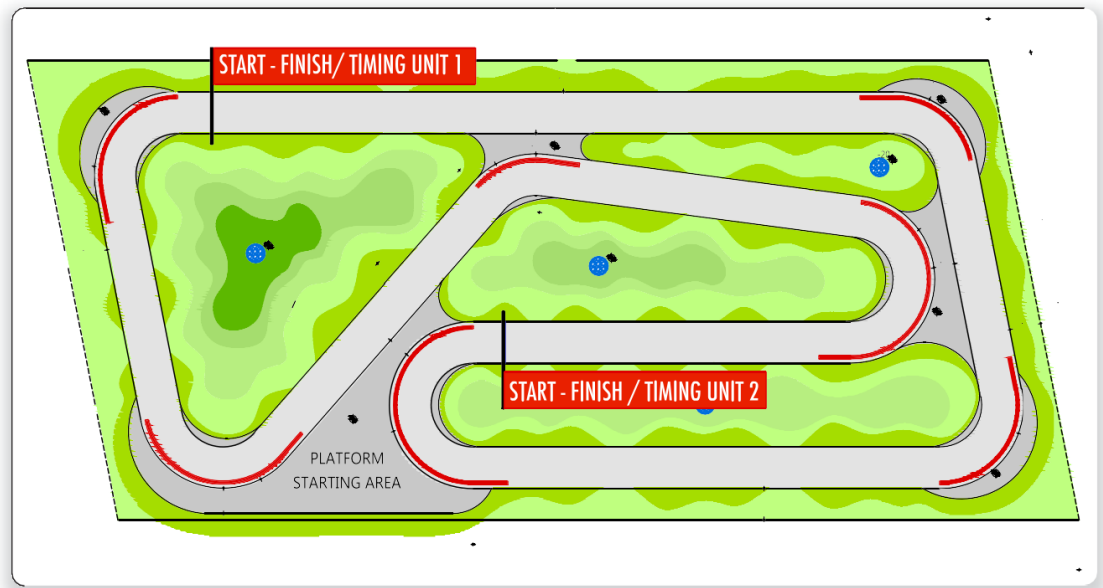 START - FINISH/ TIMING UNIT 1
START - FINISH / TIMING UNIT 2
PLATFORM
STARTING AREA